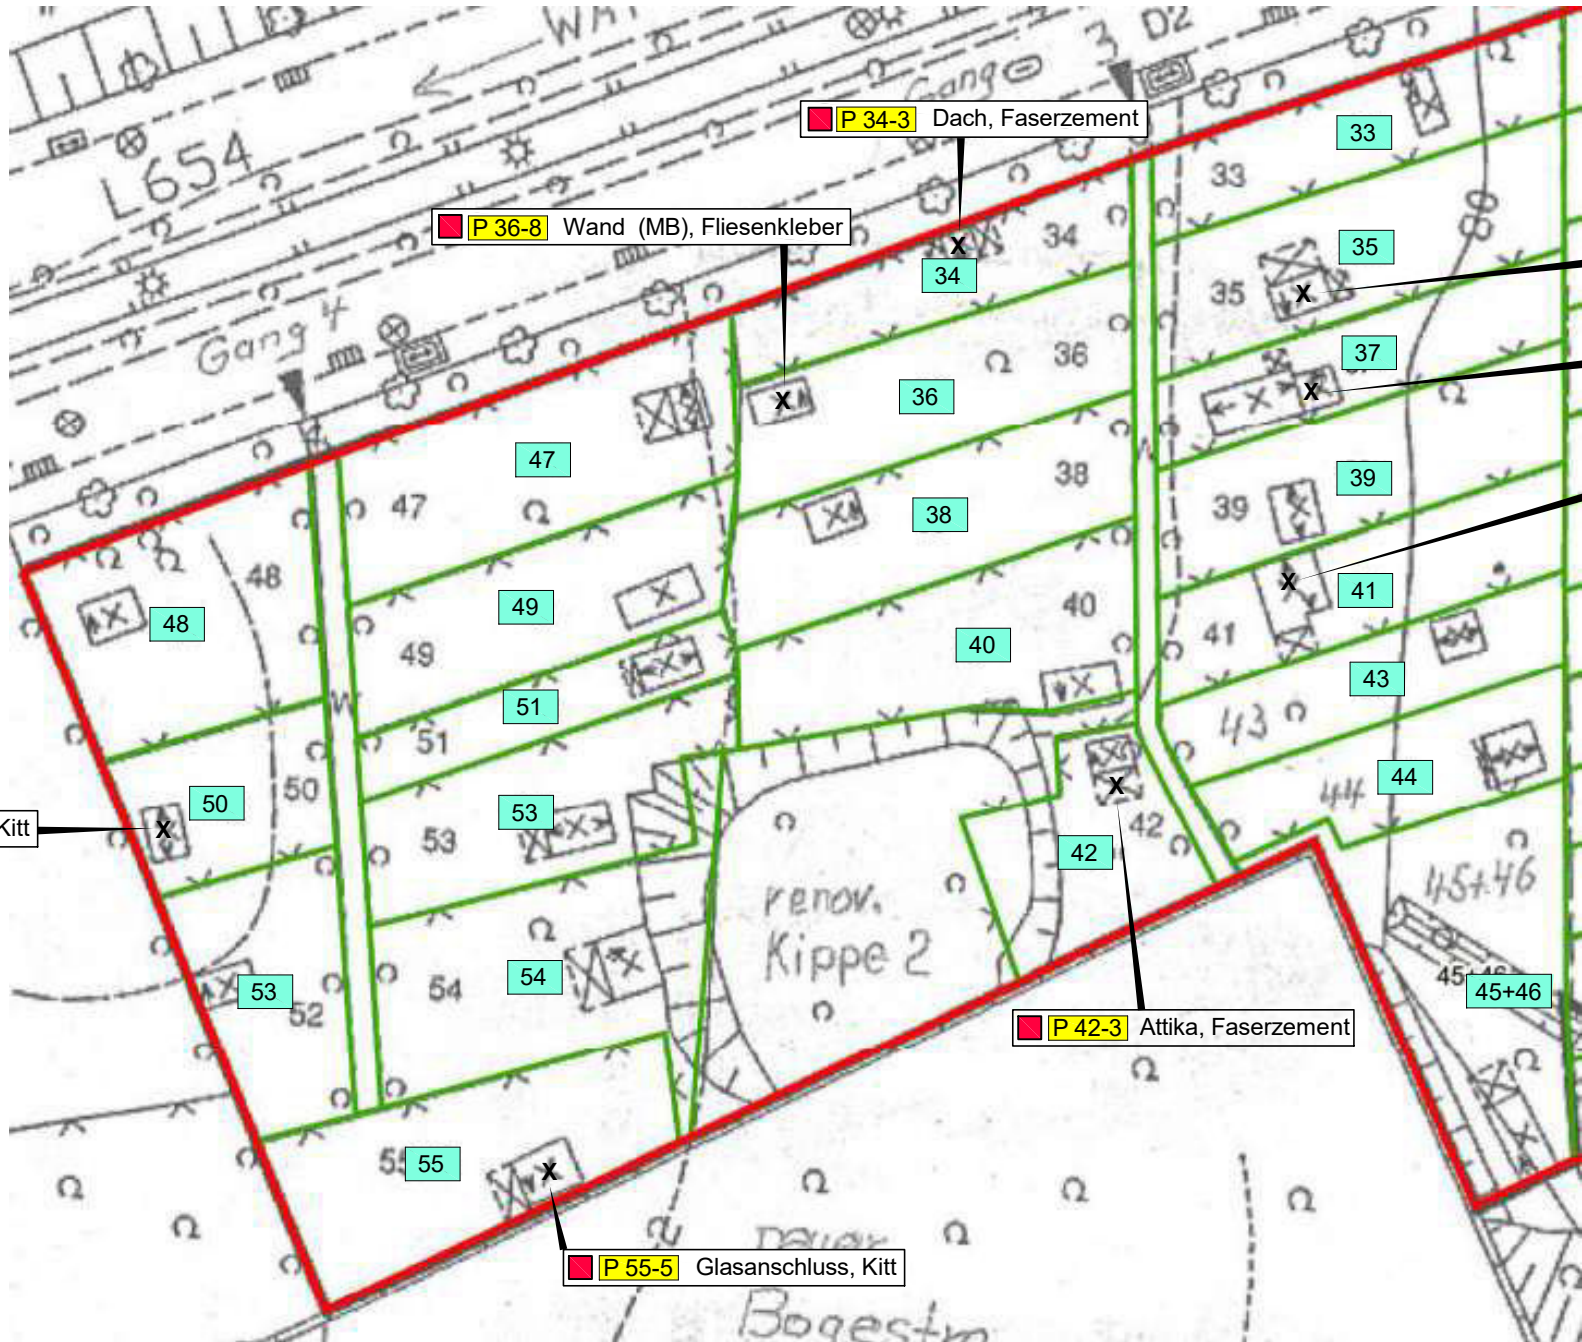 D2
3
Gang
L654
P 34-3 Dach, Faserzement
P 36-8 Wand (MB), Fliesenkleber
Gang 4
33
33
34
34
35
35
36
36
37
38
38
39
39
40
40
41
41
42
42
43
43
44
44
45+46
45+46
47
47
48
48
49
49
50
50
51
51
53
53
54
54
53
52
55
Kitt
renov.
Kippe 2
P 42-3 Attika, Faserzement
P 55-5 Glasanschluss, Kitt
X
X
X
X
X
X
X
X